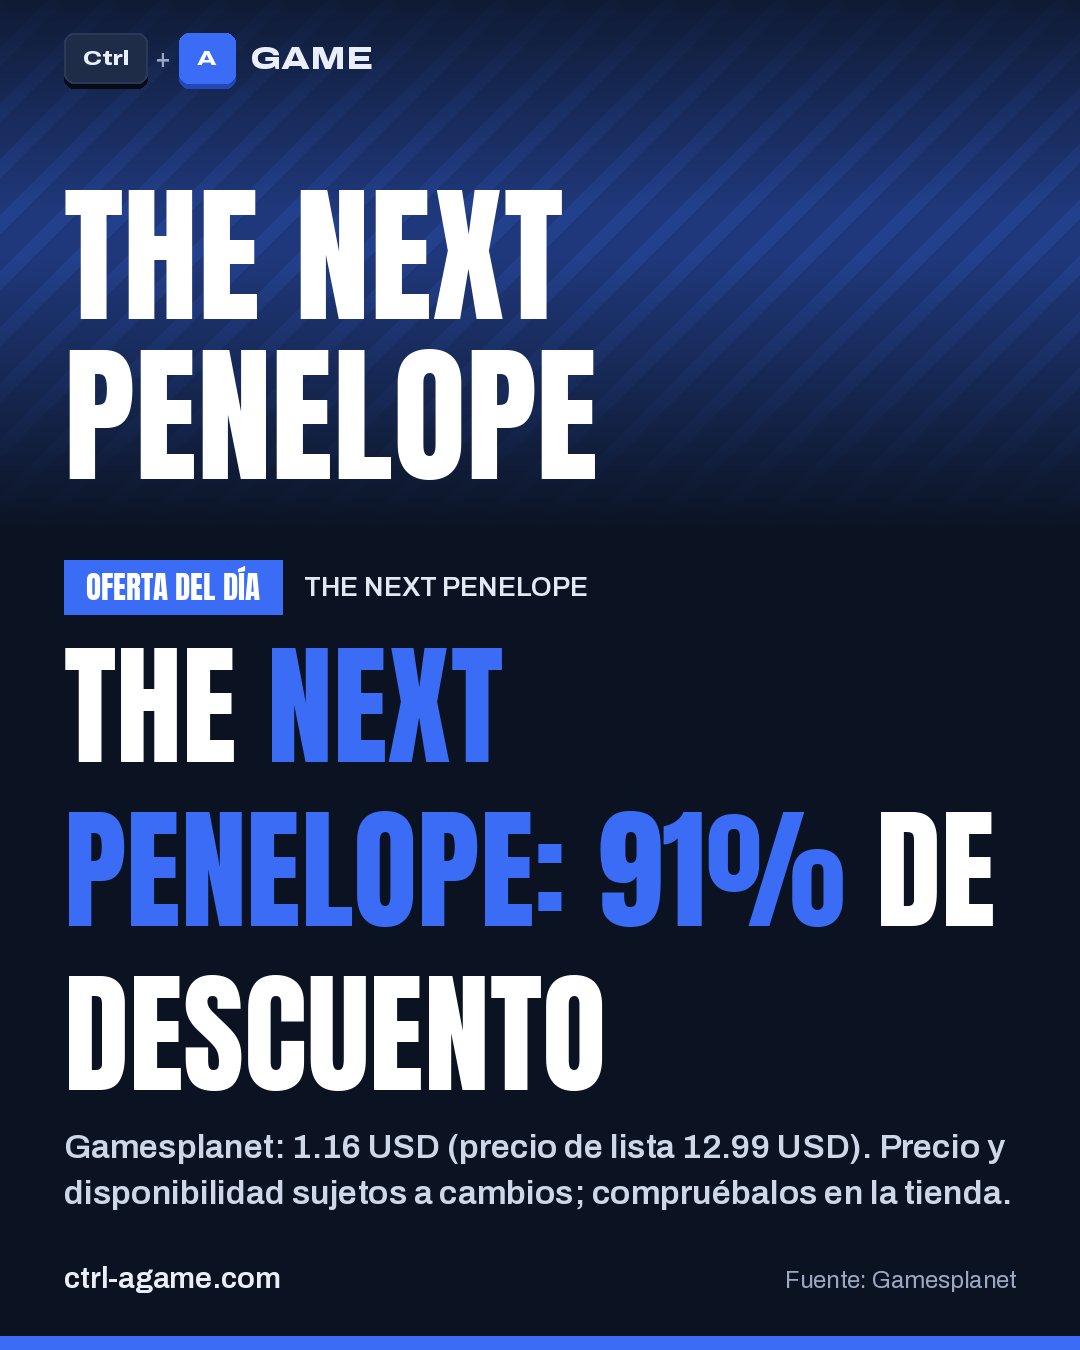 Ctrl + A GAME
THE NEXT
PENELOPE
OFERTA DEL DÍA THE NEXT PENELOPE
THE NEXT
PENELOPE: 91% DE
DESCUENTO
Gamesplanet: 1.16 USD (precio de lista 12.99 USD). Precio y
disponibilidad sujetos a cambios; compruébalos en la tienda.
ctrl-agame.com Fuente: Gamesplanet